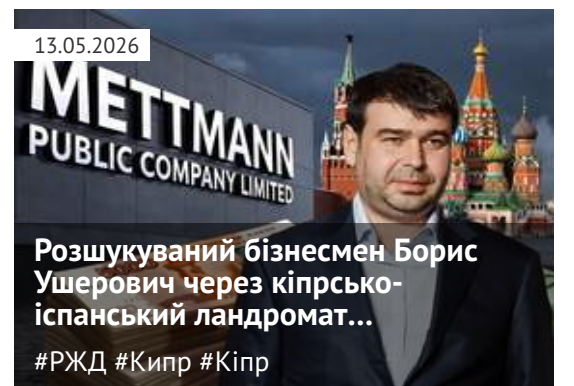 13.05.2026
METTMANN
PUBLIC COMPANY LIMITED
Розшукуваний бізнесмен Борис
Ушерович через кіпрсько-
іспанський ландромат...
#РЖД #Кипр #Кіпр